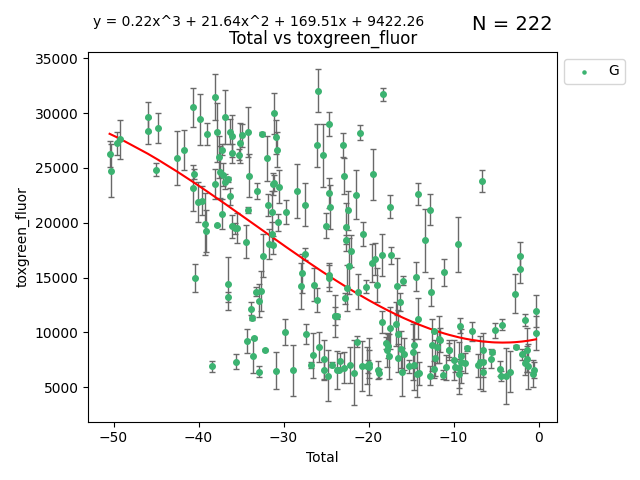 y = 0.22x^3 + 21.64x^2 + 169.51x + 9422.26
N = 222
Total vs toxgreen_fluor
G
toxgreen_fluor
35000
30000
25000
20000
15000
10000
5000
−50 −40 −30 −20 −10 0
Total